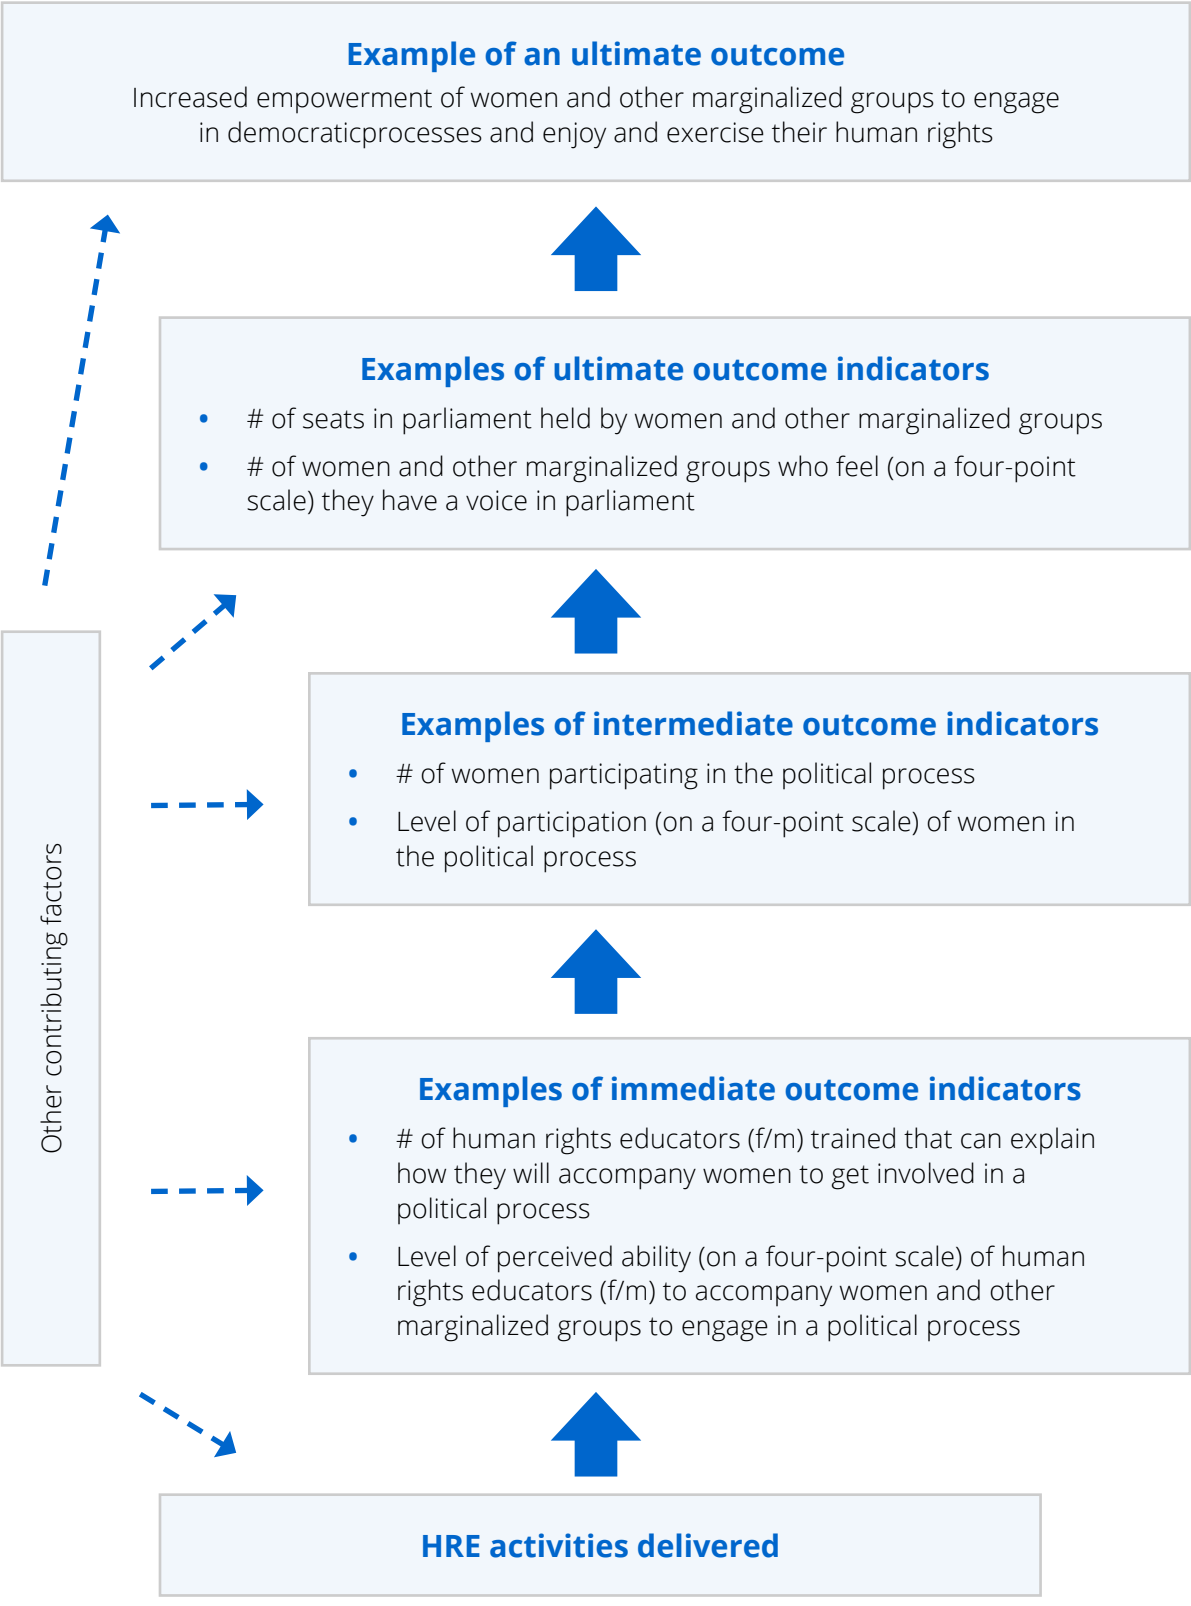 Example of an ultimate outcome
Increased empowerment of women and other marginalized groups to engage
in democraticprocesses and enjoy and exercise their human rights
Examples of ultimate outcome indicators
• # of seats in parliament held by women and other marginalized groups
• # of women and other marginalized groups who feel (on a four-point
scale) they have a voice in parliament
Examples of intermediate outcome indicators
• # of women participating in the political process
• Level of participation (on a four-point scale) of women in
the political process
Other contributing factors
Examples of immediate outcome indicators
• # of human rights educators (f/m) trained that can explain
how they will accompany women to get involved in a
political process
• Level of perceived ability (on a four-point scale) of human
rights educators (f/m) to accompany women and other
marginalized groups to engage in a political process
HRE activities delivered